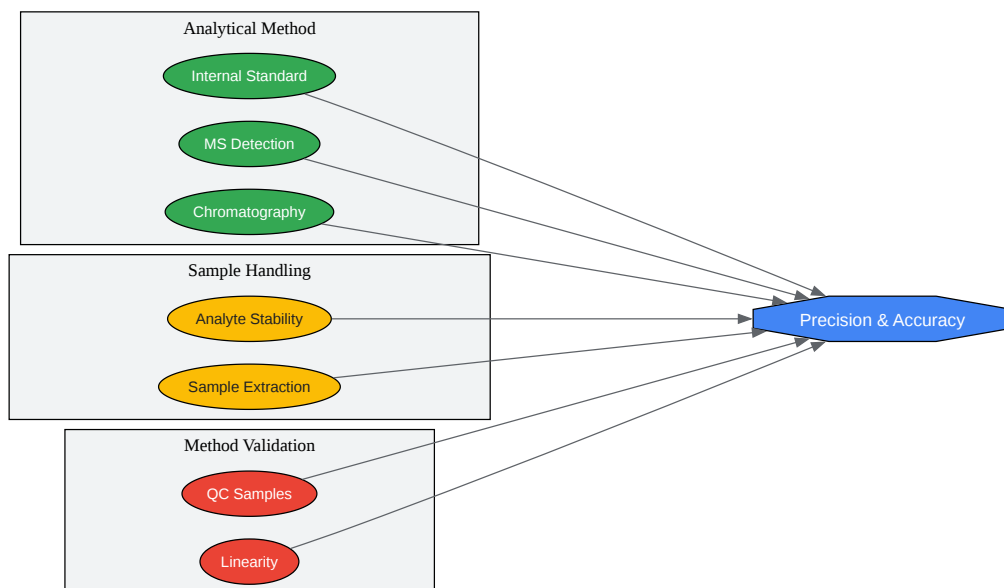 Analytical Method
Internal Standard
MS Detection
Chromatography
Sample Handling
Analyte Stability
Sample Extraction
Precision & Accuracy
Method Validation
QC Samples
Linearity